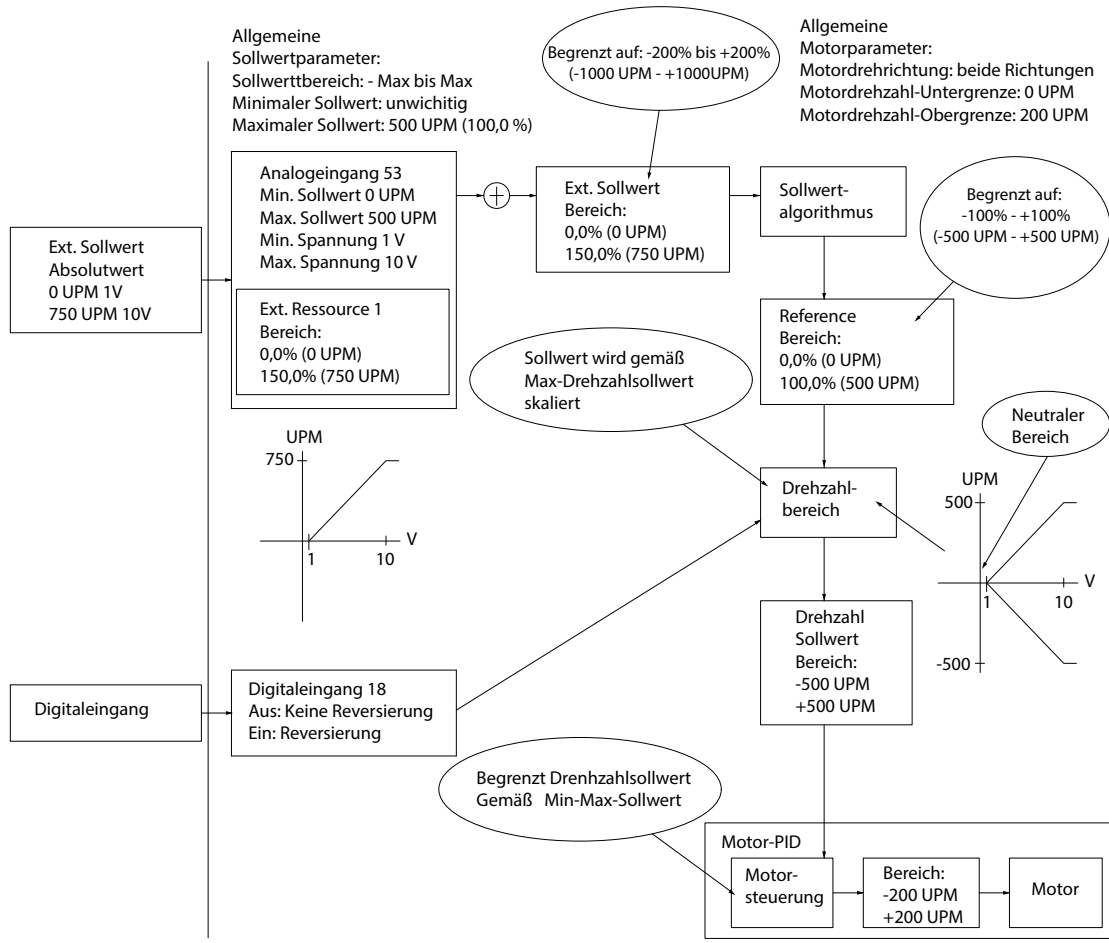 Allgemeine
Sollwertparameter:
Sollwerttbereich: - Max bis Max
Minimaler Sollwert: unwichitig
Maximaler Sollwert: 500 UPM (100,0 %)
Begrenzt auf: -200% bis +200%
(-1000 UPM - +1000UPM)
Allgemeine
Motorparameter:
Motordrehrichtung: beide Richtungen
Motordrehzahl-Untergrenze: 0 UPM
Motordrehzahl-Obergrenze: 200 UPM
Ext. Sollwert
Absolutwert
0 UPM 1V
750 UPM 10V
Analogeingang 53
Min. Sollwert 0 UPM
Max. Sollwert 500 UPM
Min. Spannung 1 V
Max. Spannung 10 V
Ext. Ressource 1
Bereich:
0,0% (0 UPM)
150,0% (750 UPM)
Ext. Sollwert
Bereich:
0,0% (0 UPM)
150,0% (750 UPM)
Sollwert-
algorithmus
Begrenzt auf:
-100% - +100%
(-500 UPM - +500 UPM)
Reference
Bereich:
0,0% (0 UPM)
100,0% (500 UPM)
Sollwert wird gemäß
Max-Drehzahlsollwert
skaliert
Neutraler
Bereich
UPM
750
1
10
V
Drehzahl-
bereich
UPM
500
V
1
10
-500
Drehzahl
Sollwert
Bereich:
-500 UPM
+500 UPM
Digitaleingang
Digitaleingang 18
Aus: Keine Reversierung
Ein: Reversierung
Begrenzt Drenhzahlsollwert
Gemäß Min-Max-Sollwert
Motor-PID
Motor-
steuerung
Bereich:
-200 UPM
+200 UPM
Motor